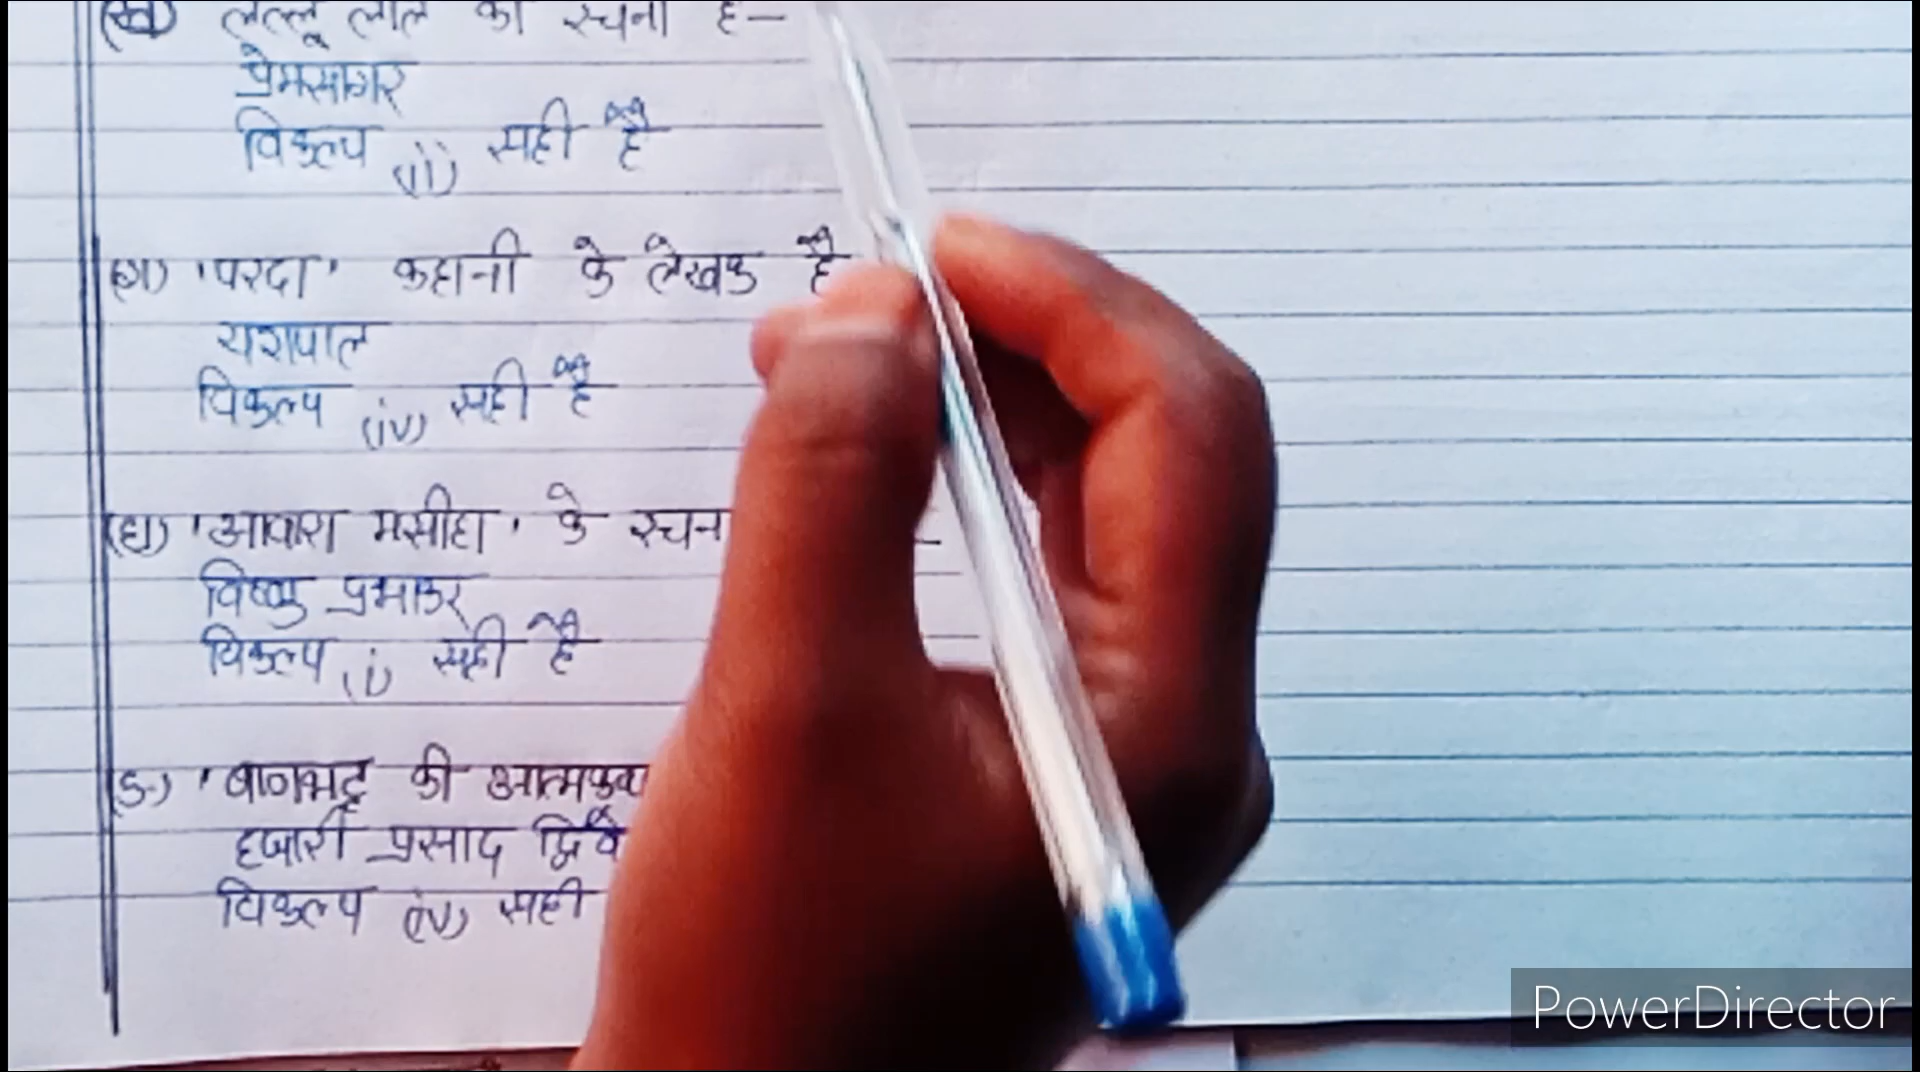 (ख) लल्लू लाल की रचना है–
प्रेमसागर
विकल्प (ii) सही है
(ग) 'परदा' कहानी के लेखक है
यशपाल
विकल्प (iv) सही है
(घ) 'आवारा मसीहा' के रचन –
विष्णु प्रभाकर
विकल्प (i) सही है
(ङ) 'बाणभट्ट की आत्मकथ
हजारी प्रसाद द्विवे
विकल्प (iv) सही
PowerDirector